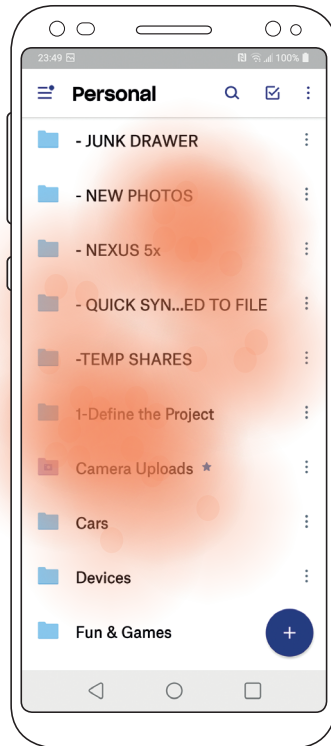 23:49 100%
Personal
- JUNK DRAWER
- NEW PHOTOS
- NEXUS 5x
- QUICK SYN...ED TO FILE
-TEMP SHARES
1-Define the Project
Camera Uploads
Cars
Devices
Fun & Games